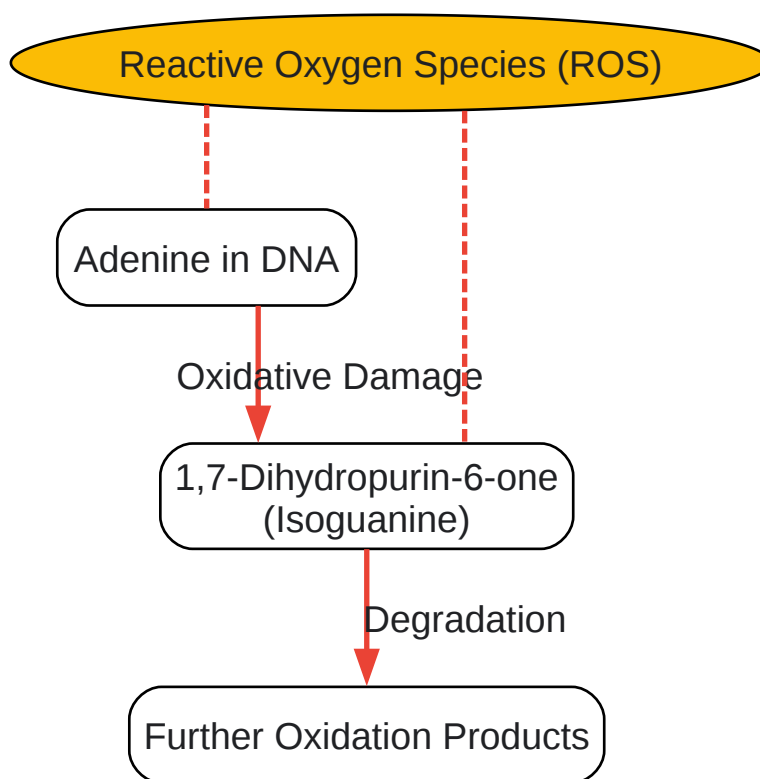 Reactive Oxygen Species (ROS)
Adenine in DNA
Oxidative Damage
1,7-Dihydropurin-6-one
(Isoguanine)
Degradation
Further Oxidation Products